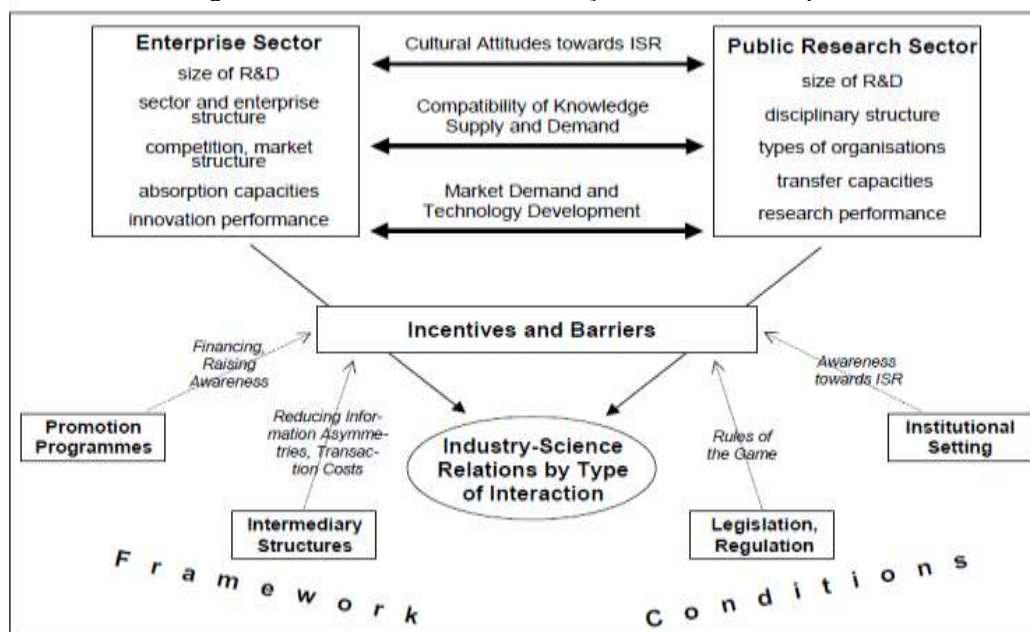 Enterprise Sector
size of R&D
sector and enterprise
structure
competition, market
structure
absorption capacities
innovation performance
Cultural Attitudes towards ISR
Compatibility of Knowledge
Supply and Demand
Market Demand and
Technology Development
Public Research Sector
size of R&D
disciplinary structure
types of organisations
transfer capacities
research performance
Incentives and Barriers
Financing,
Raising
Awareness
Awareness
towards ISR
Promotion
Programmes
Reducing Infor-
mation Asymme-
tries, Transac-
tion Costs
Industry-Science
Relations by Type
of Interaction
Rules of
the Game
Institutional
Setting
Intermediary
Structures
Legislation,
Regulation
Framework
Conditions